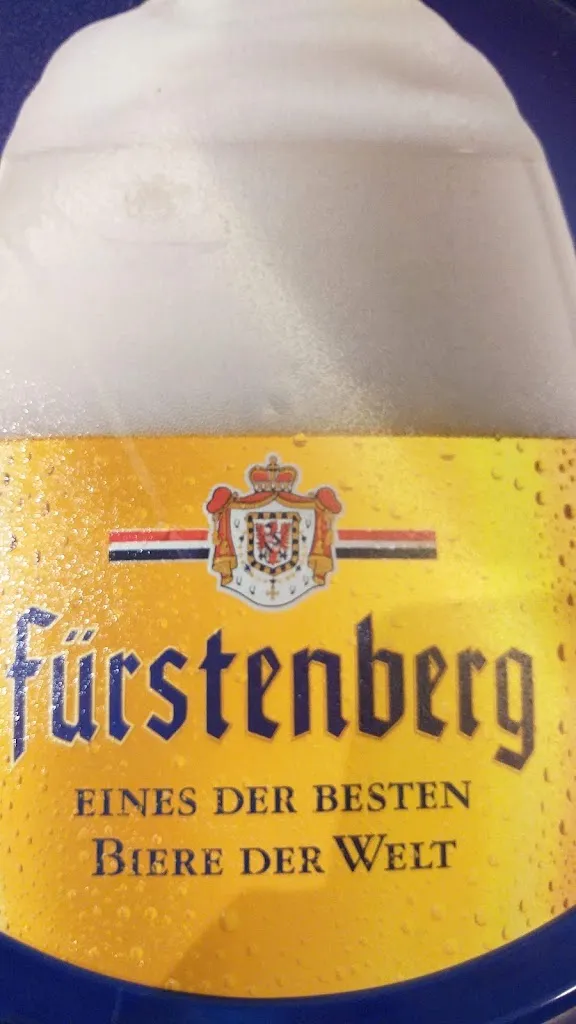 fürstenberg
EINES DER BESTEN
BIERE DER WELT